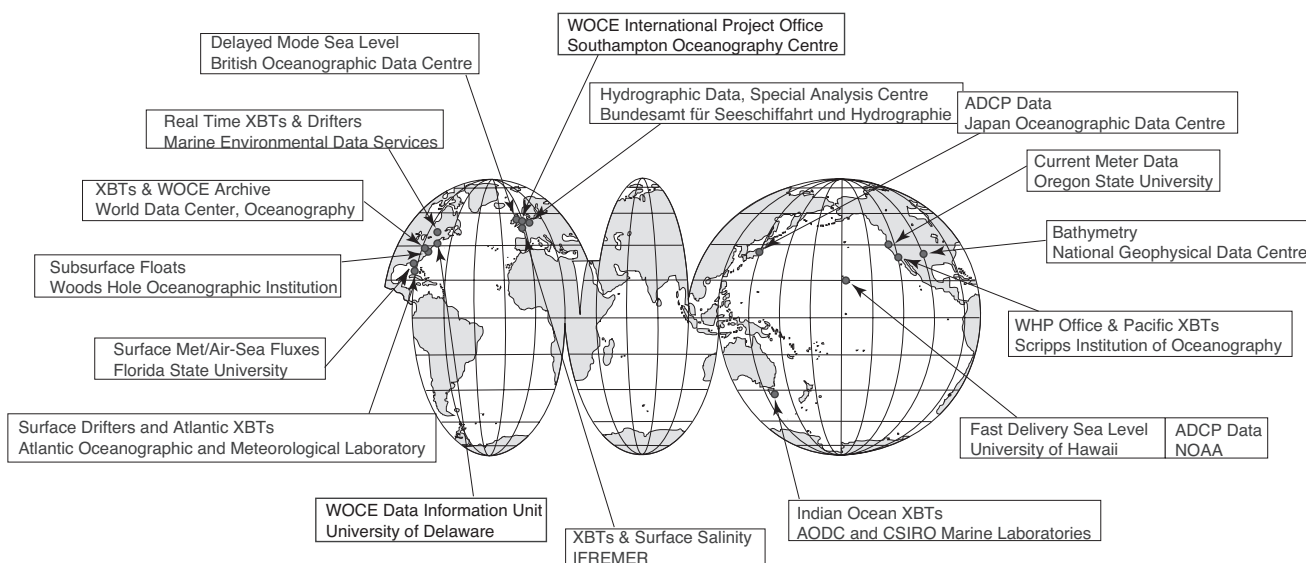 WOCE International Project Office
Southampton Oceanography Centre
Delayed Mode Sea Level
British Oceanographic Data Centre
Hydrographic Data, Special Analysis Centre
Bundesamt für Seeschiffahrt und Hydrographie
ADCP Data
Japan Oceanographic Data Centre
Real Time XBTs & Drifters
Marine Environmental Data Services
Current Meter Data
Oregon State University
XBTs & WOCE Archive
World Data Center, Oceanography
Bathymetry
National Geophysical Data Centre
Subsurface Floats
Woods Hole Oceanographic Institution
WHP Office & Pacific XBTs
Scripps Institution of Oceanography
Surface Met/Air-Sea Fluxes
Florida State University
Surface Drifters and Atlantic XBTs
Atlantic Oceanographic and Meteorological Laboratory
Fast Delivery Sea Level
University of Hawaii
ADCP Data
NOAA
WOCE Data Information Unit
University of Delaware
Indian Ocean XBTs
AODC and CSIRO Marine Laboratories
XBTs & Surface Salinity
IFREMER